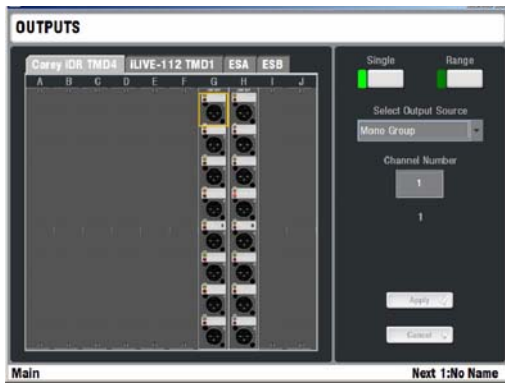 OUTPUTS
Corey iDR TMD4 iLIVE-112 TMD1 ESA ESB
A B C D E F G H I J
Single Range
Select Output Source
Mono Group
Channel Number
1
1
Apply
Cancel
Main Next 1:No Name